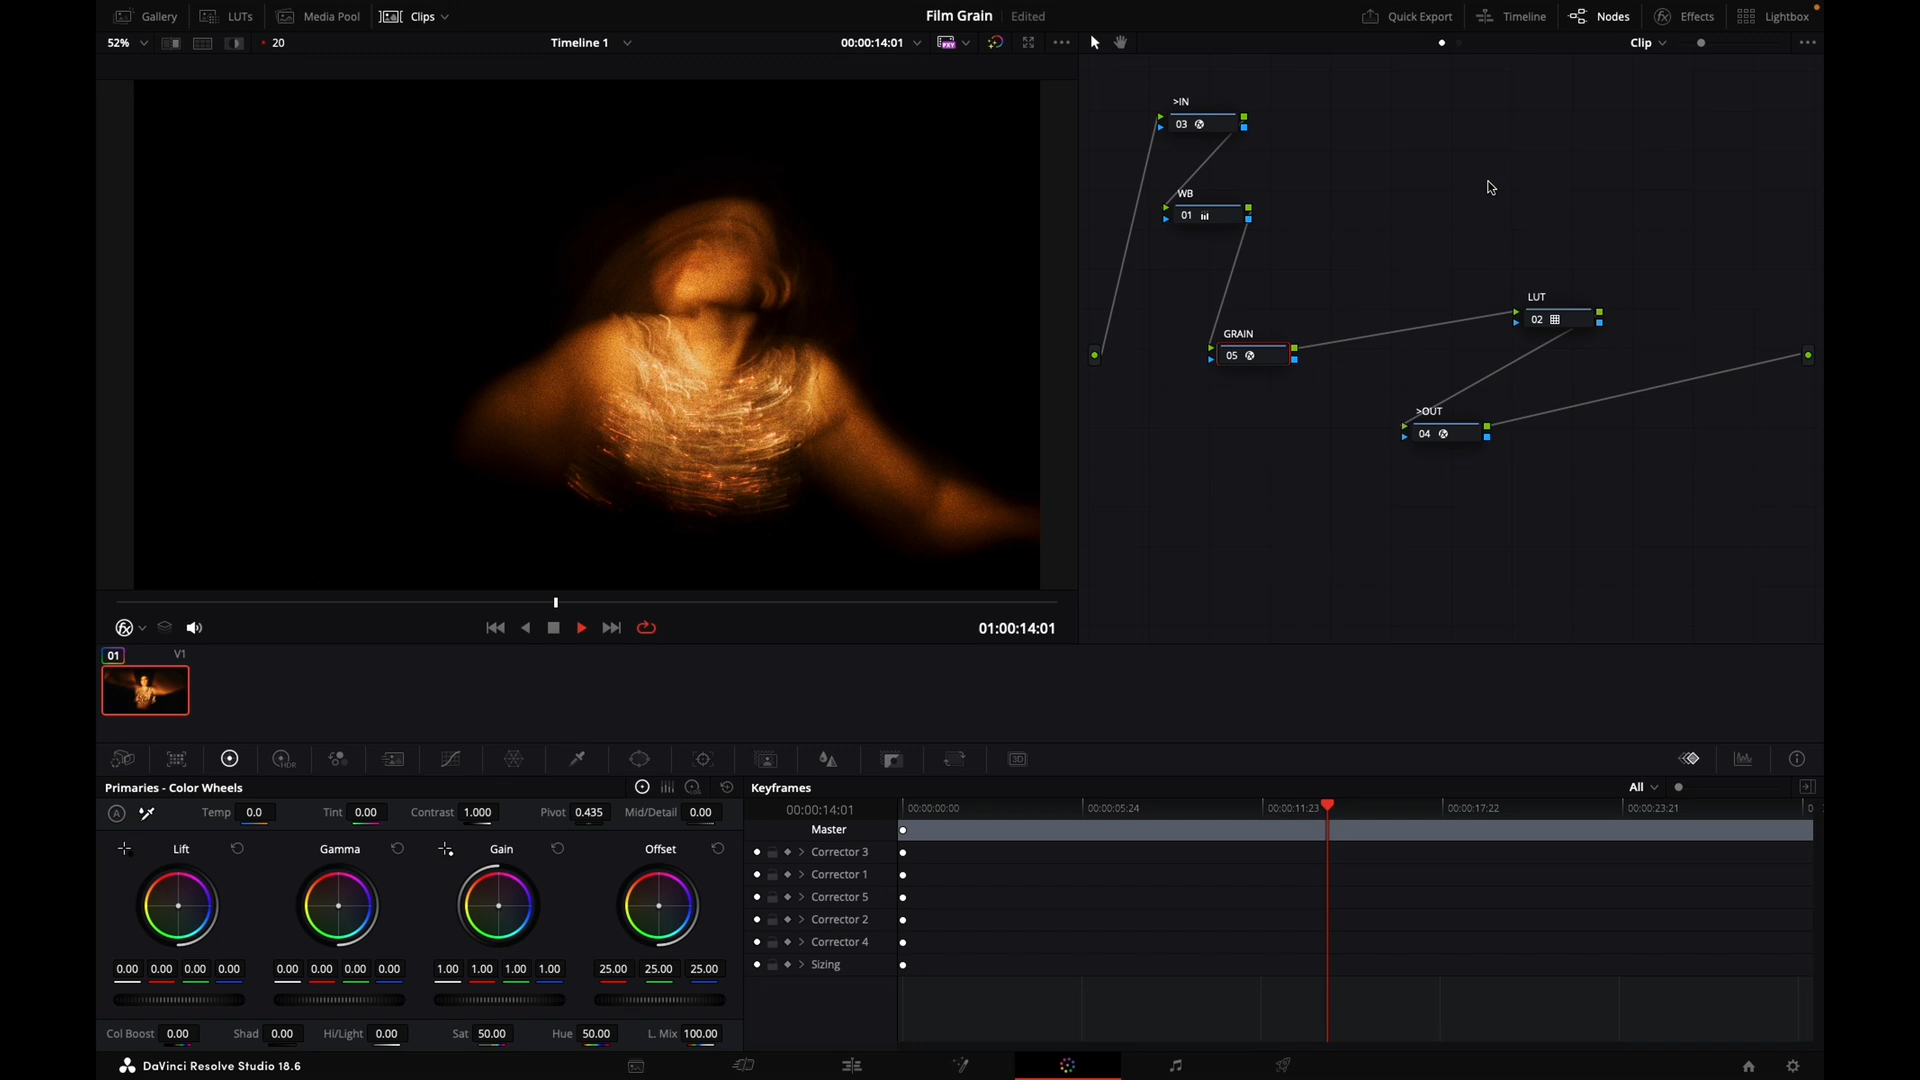 Gallery LUTs Media Pool Clips Film Grain Edited Quick Export Timeline Nodes Effects Lightbox
52% 20 Timeline 1 00:00:14:01 PXY Clip
>IN
03
WB
01
LUT
02
GRAIN
05
>OUT
04
01:00:14:01
01 V1
HDR 3D
Primaries - Color Wheels Keyframes All
A Temp 0.0 Tint 0.00 Contrast 1.000 Pivot 0.435 Mid/Detail 0.00
00:00:14:01 00:00:00:00 00:00:05:24 00:00:11:23 00:00:17:22 00:00:23:21 0
Master
Lift Gamma Gain Offset
Corrector 3
Corrector 1
Corrector 5
Corrector 2
Corrector 4
Sizing
0.00 0.00 0.00 0.00 0.00 0.00 0.00 0.00 1.00 1.00 1.00 1.00 25.00 25.00 25.00
Col Boost 0.00 Shad 0.00 Hi/Light 0.00 Sat 50.00 Hue 50.00 L. Mix 100.00
DaVinci Resolve Studio 18.6